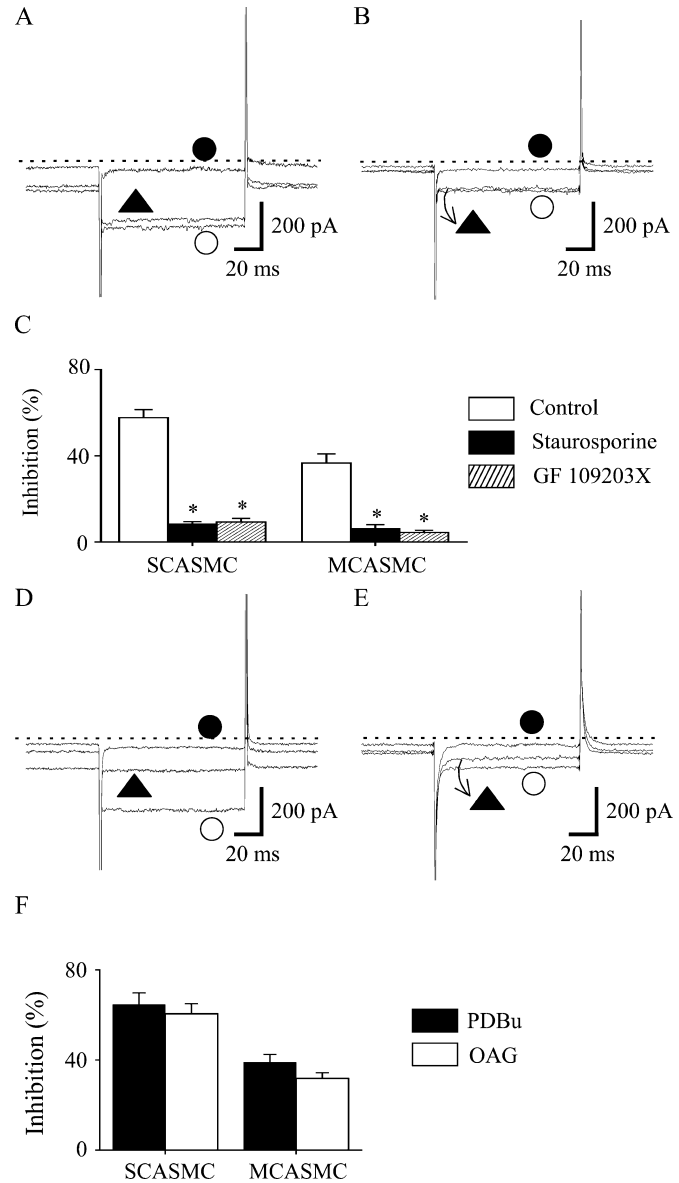 A
B
200 pA
20 ms
200 pA
20 ms
C
80
40
0
Inhibition (%)
* *
* *
SCASMC
MCASMC
Control
Staurosporine
GF 109203X
D
E
200 pA
20 ms
200 pA
20 ms
F
80
40
0
Inhibition (%)
SCASMC
MCASMC
PDBu
OAG